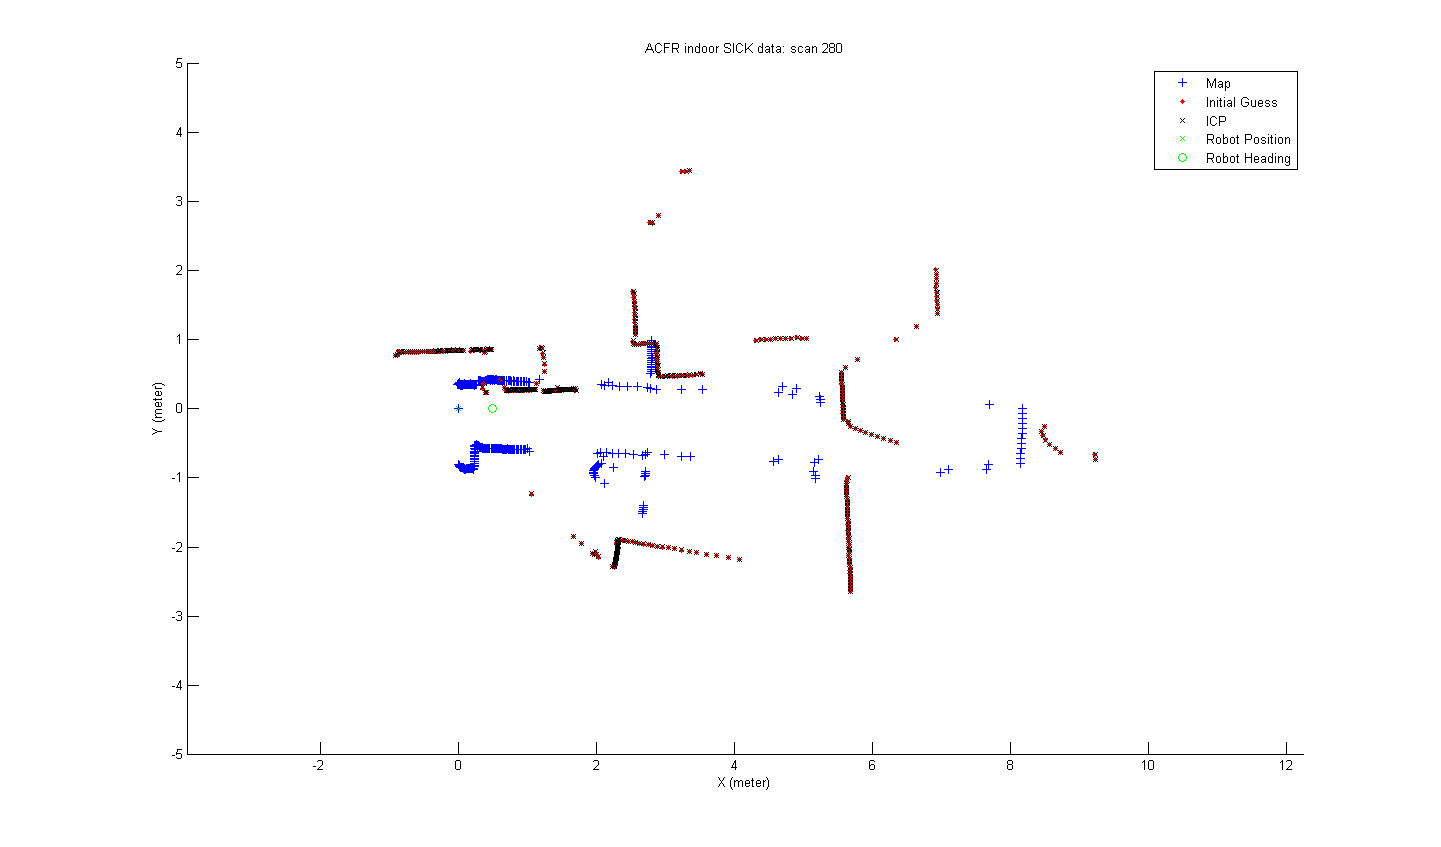 ACFR indoor SICK data: scan 280
Map
Initial Guess
ICP
Robot Position
Robot Heading
5
4
3
2
1
0
-1
-2
-3
-4
-5
Y (meter)
-2 0 2 4 6 8 10 12
X (meter)